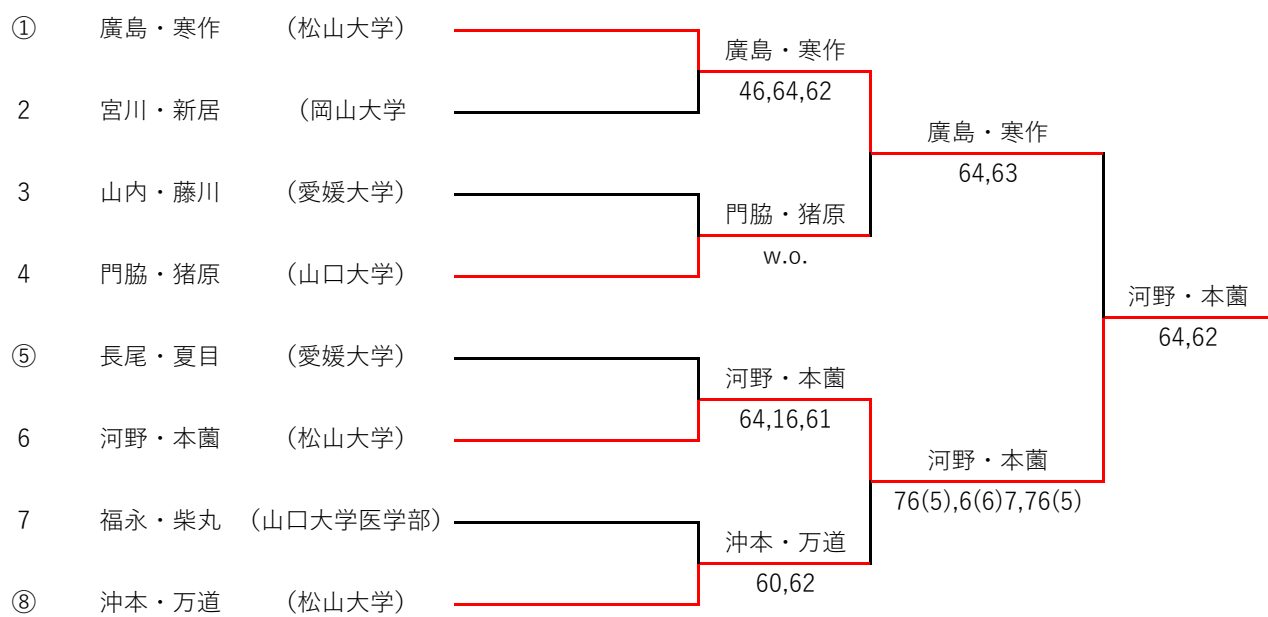 ① 廣島・寒作 （松山大学）
廣島・寒作
46,64,62
2 宮川・新居 （岡山大学
廣島・寒作
64,63
3 山内・藤川 （愛媛大学）
門脇・猪原
w.o.
4 門脇・猪原 （山口大学）
河野・本薗
64,62
⑤ 長尾・夏目 （愛媛大学）
河野・本薗
64,16,61
6 河野・本薗 （松山大学）
河野・本薗
76(5),6(6)7,76(5)
7 福永・柴丸 （山口大学医学部）
沖本・万道
60,62
⑧ 沖本・万道 （松山大学）